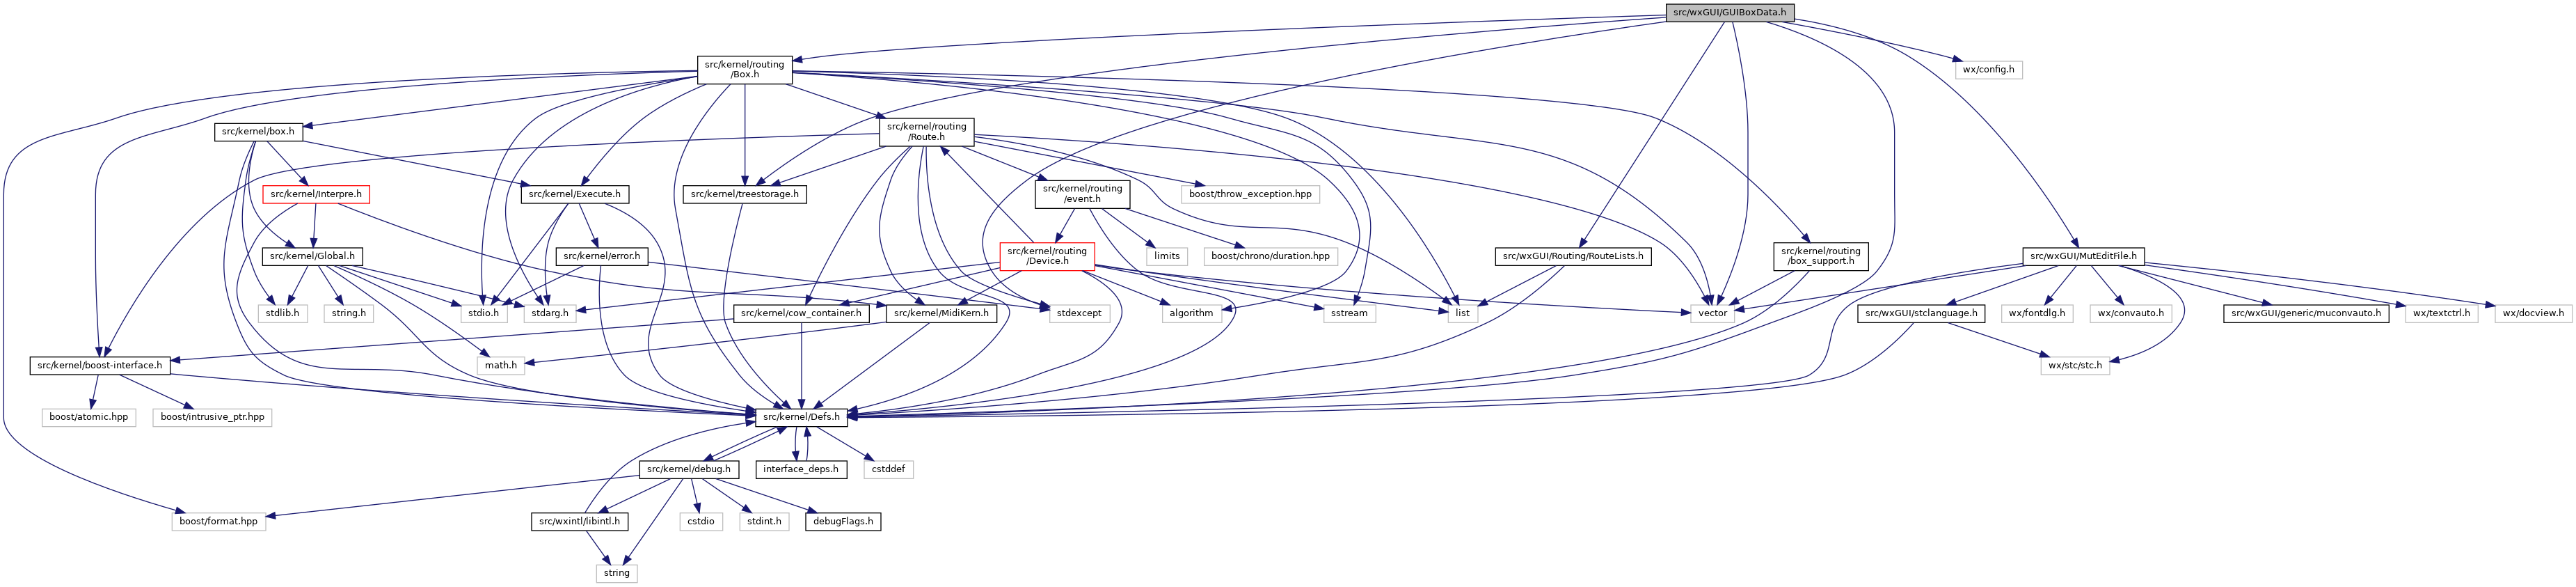 src/wxGUI/GUIBoxData.h
src/kernel/routing
/Box.h
wx/config.h
src/kernel/box.h
src/kernel/routing
/Route.h
src/kernel/Interpre.h
src/kernel/Execute.h
src/kernel/treestorage.h
src/kernel/routing
/event.h
boost/throw_exception.hpp
src/kernel/Global.h
src/kernel/error.h
src/kernel/routing
/Device.h
limits
boost/chrono/duration.hpp
src/wxGUI/Routing/RouteLists.h
src/kernel/routing
/box_support.h
src/wxGUI/MutEditFile.h
stdlib.h
string.h
stdio.h
stdarg.h
src/kernel/cow_container.h
src/kernel/MidiKern.h
stdexcept
algorithm
sstream
list
vector
src/wxGUI/stclanguage.h
wx/fontdlg.h
wx/convauto.h
src/wxGUI/generic/muconvauto.h
wx/textctrl.h
wx/docview.h
src/kernel/boost-interface.h
math.h
wx/stc/stc.h
boost/atomic.hpp
boost/intrusive_ptr.hpp
src/kernel/Defs.h
src/kernel/debug.h
interface_deps.h
cstddef
boost/format.hpp
src/wxintl/libintl.h
cstdio
stdint.h
debugFlags.h
string